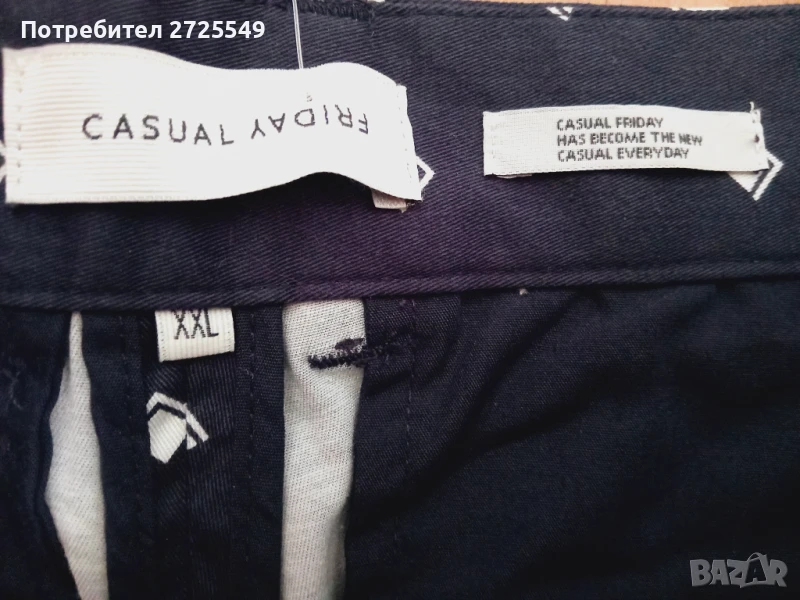 Потребител 2725549
CASUAL FRIDAY
CASUAL FRIDAY
HAS BECOME THE NEW
CASUAL EVERYDAY
XXL
BAZAR